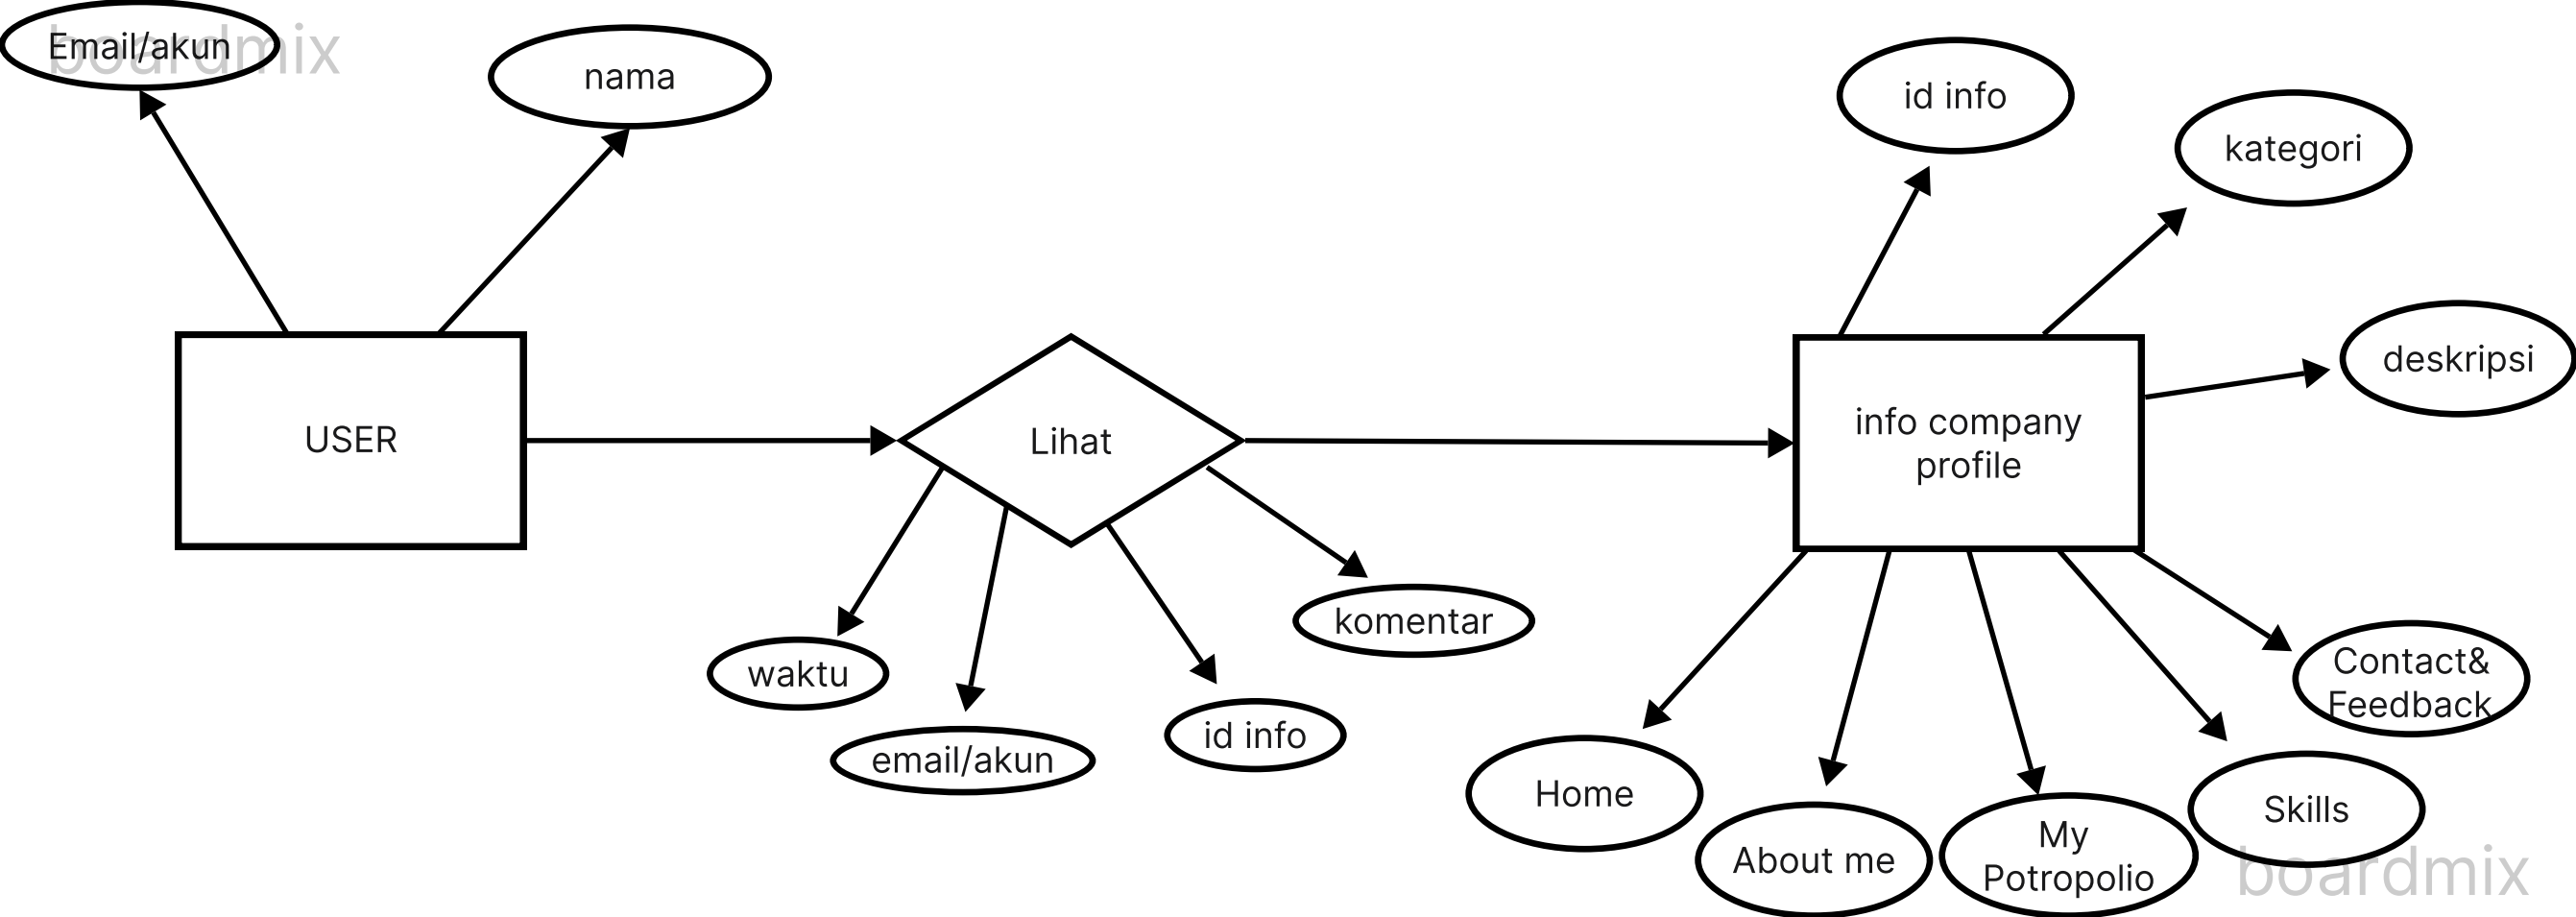 Email/akun
boardmix
nama
id info
kategori
deskripsi
USER
Lihat
info company
profile
komentar
waktu
email/akun
id info
Contact&
Feedback
Home
About me
My
Potropolio
Skills
boardmix